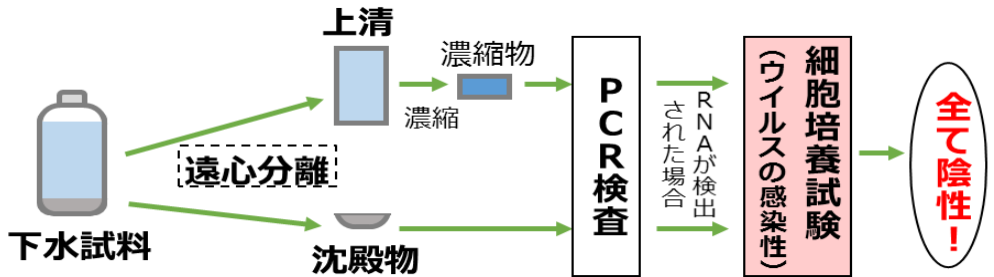 下水試料
遠心分離
上清
濃縮
濃縮物
沈殿物
PCR検査
RNAが検出
された場合
細胞培養試験
(ウイルスの感染性)
全て陰性!